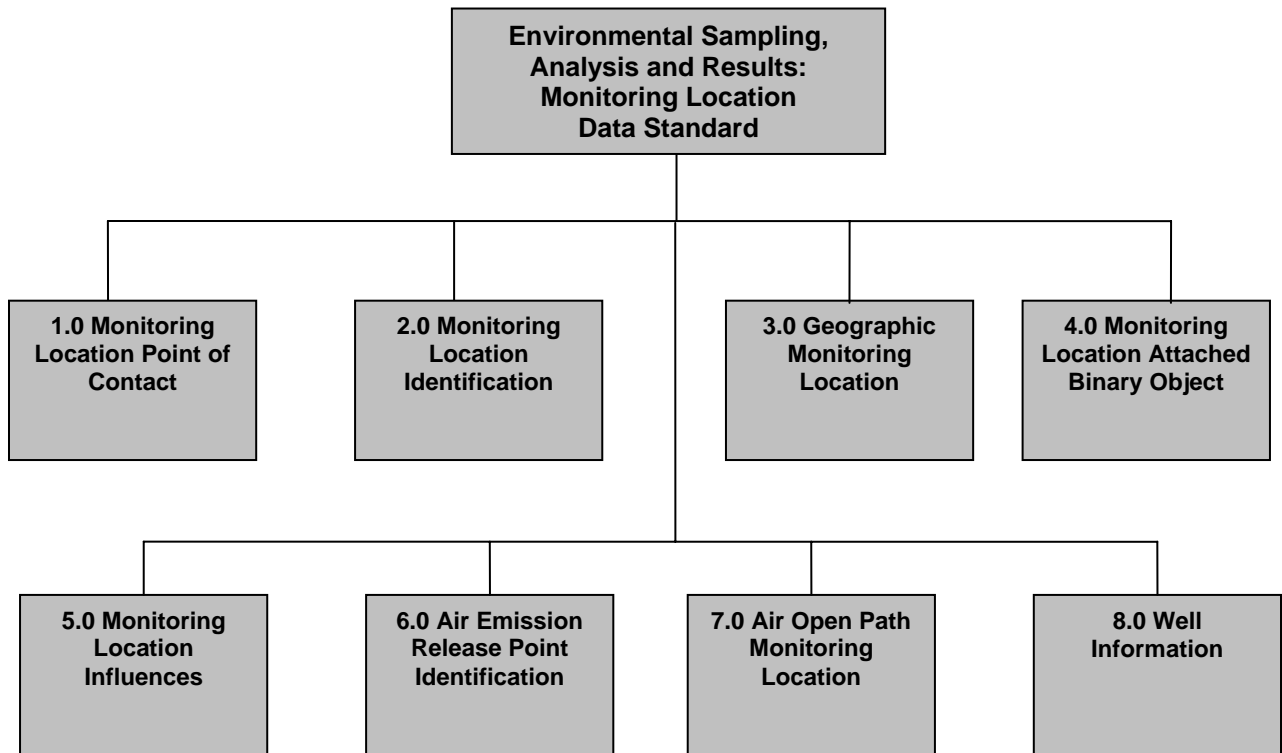 Environmental Sampling,
Analysis and Results:
Monitoring Location
Data Standard
1.0 Monitoring
Location Point of
Contact
2.0 Monitoring
Location
Identification
3.0 Geographic
Monitoring
Location
4.0 Monitoring
Location Attached
Binary Object
5.0 Monitoring
Location
Influences
6.0 Air Emission
Release Point
Identification
7.0 Air Open Path
Monitoring
Location
8.0 Well
Information